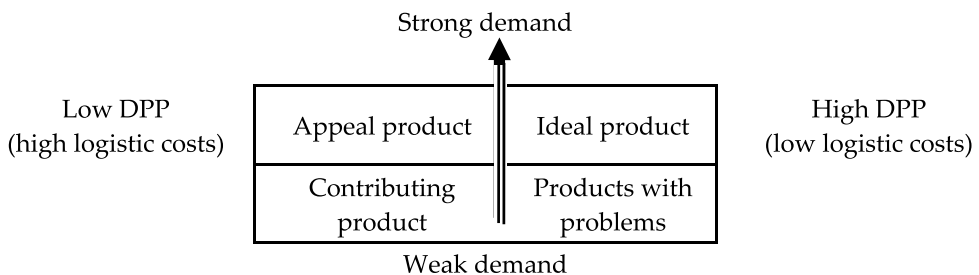 Strong demand
Low DPP
(high logistic costs)
Appeal product
Ideal product
High DPP
(low logistic costs)
Contributing
product
Products with
problems
Weak demand